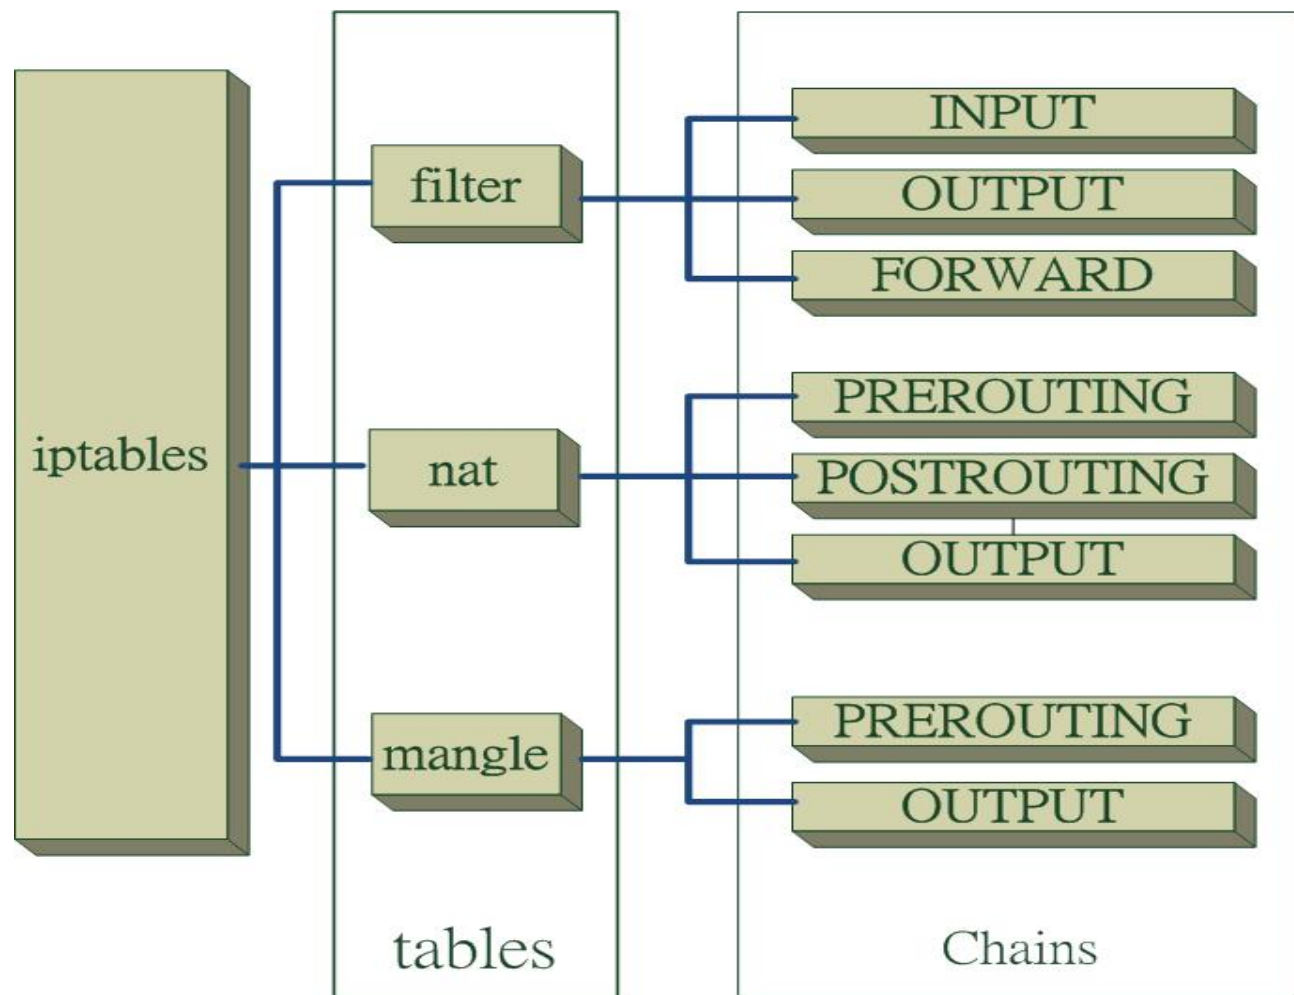 iptables
filter
INPUT
OUTPUT
FORWARD
nat
PREROUTING
POSTROUTING
OUTPUT
mangle
PREROUTING
OUTPUT
tables
Chains